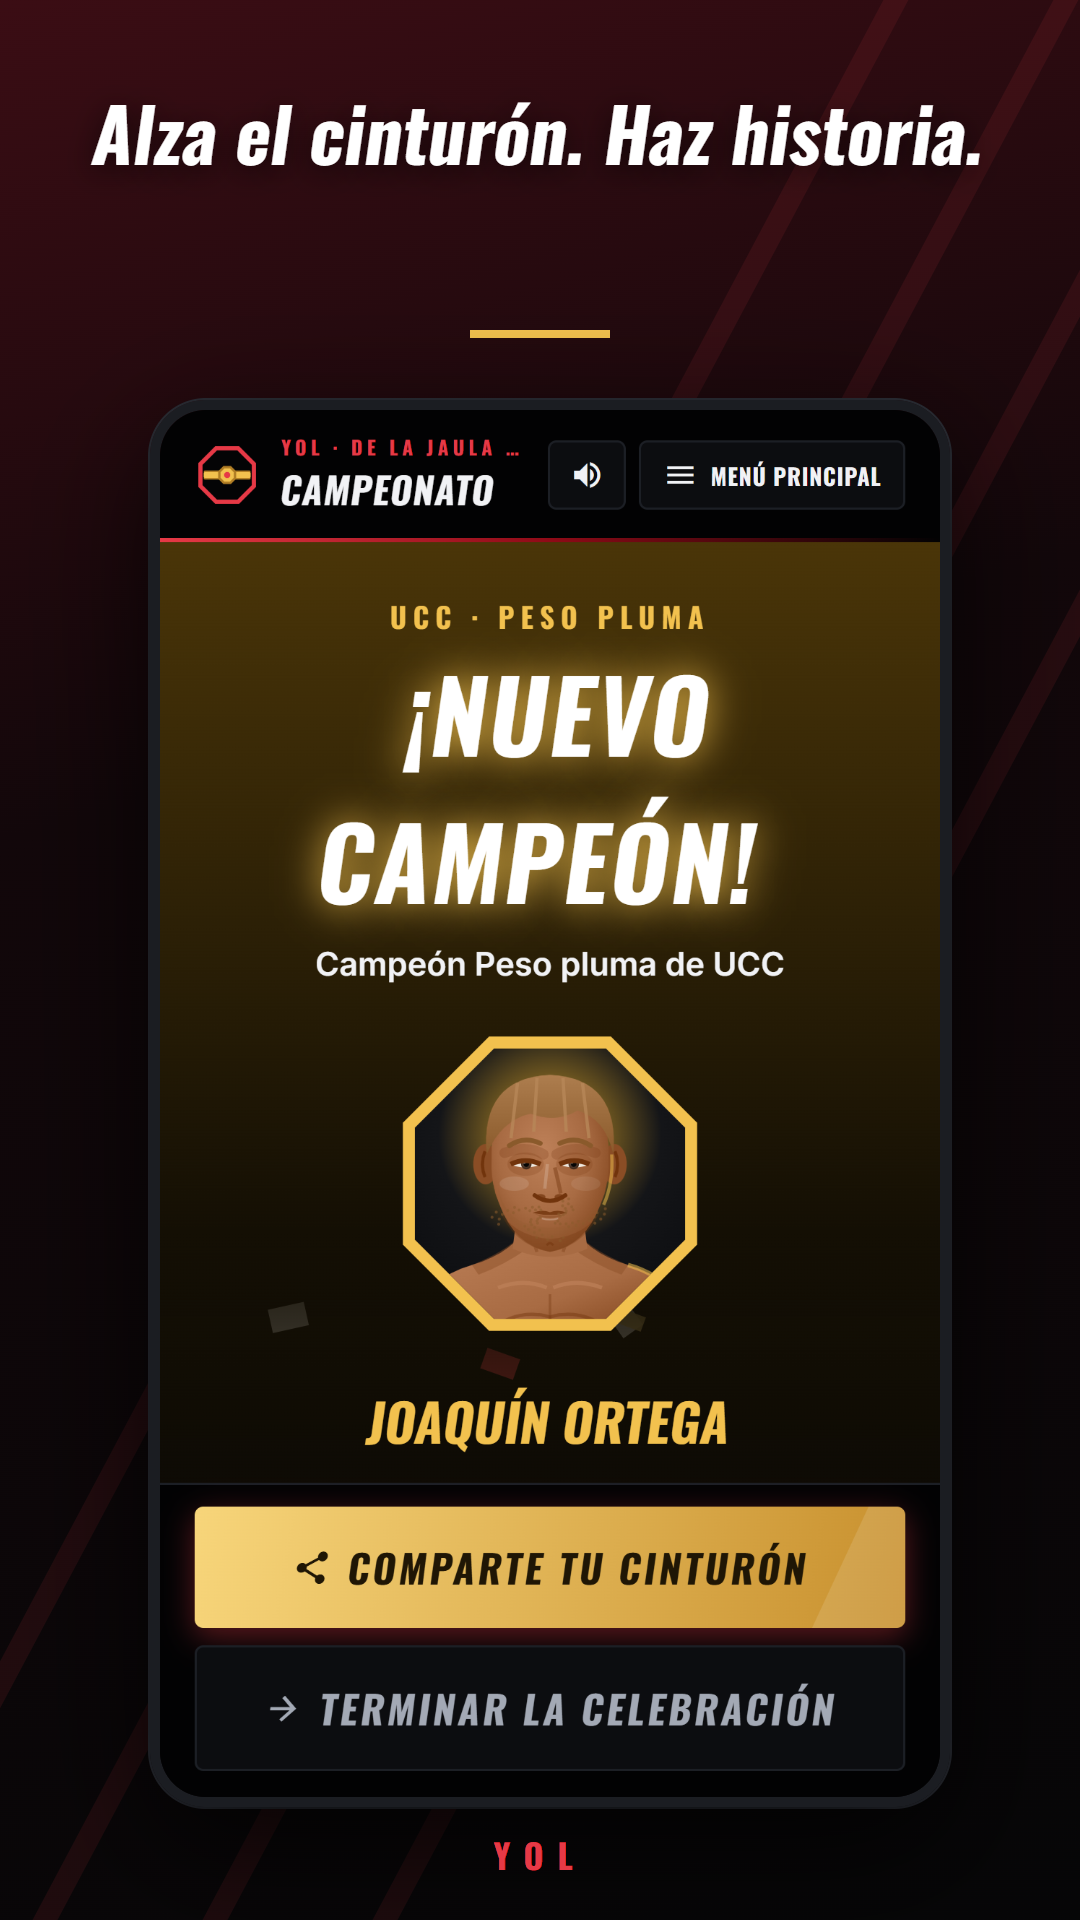 Alza el cinturón. Haz historia.
YOL · DE LA JAULA …
CAMPEONATO
MENÚ PRINCIPAL
UCC · PESO PLUMA
¡NUEVO
CAMPEÓN!
Campeón Peso pluma de UCC
JOAQUÍN ORTEGA
COMPARTE TU CINTURÓN
TERMINAR LA CELEBRACIÓN
YOL